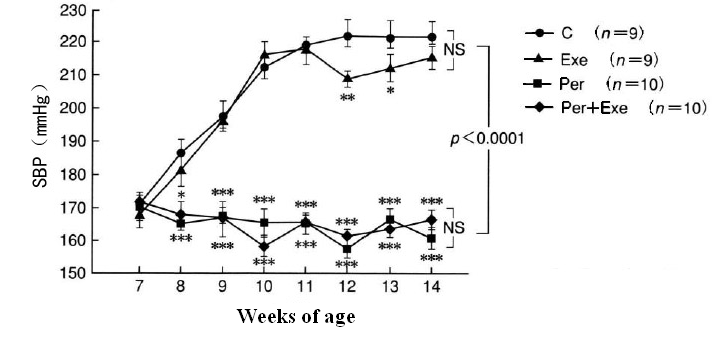 230
220
210
200
190
180
170
160
150
SBP (mmHg)
7 8 9 10 11 12 13 14
Weeks of age
C (n=9)
Exe (n=9)
Per (n=10)
Per+Exe (n=10)
NS
p<0.0001
NS
** *
* *** *** *** *** *** ***
*** *** *** *** *** *** ***